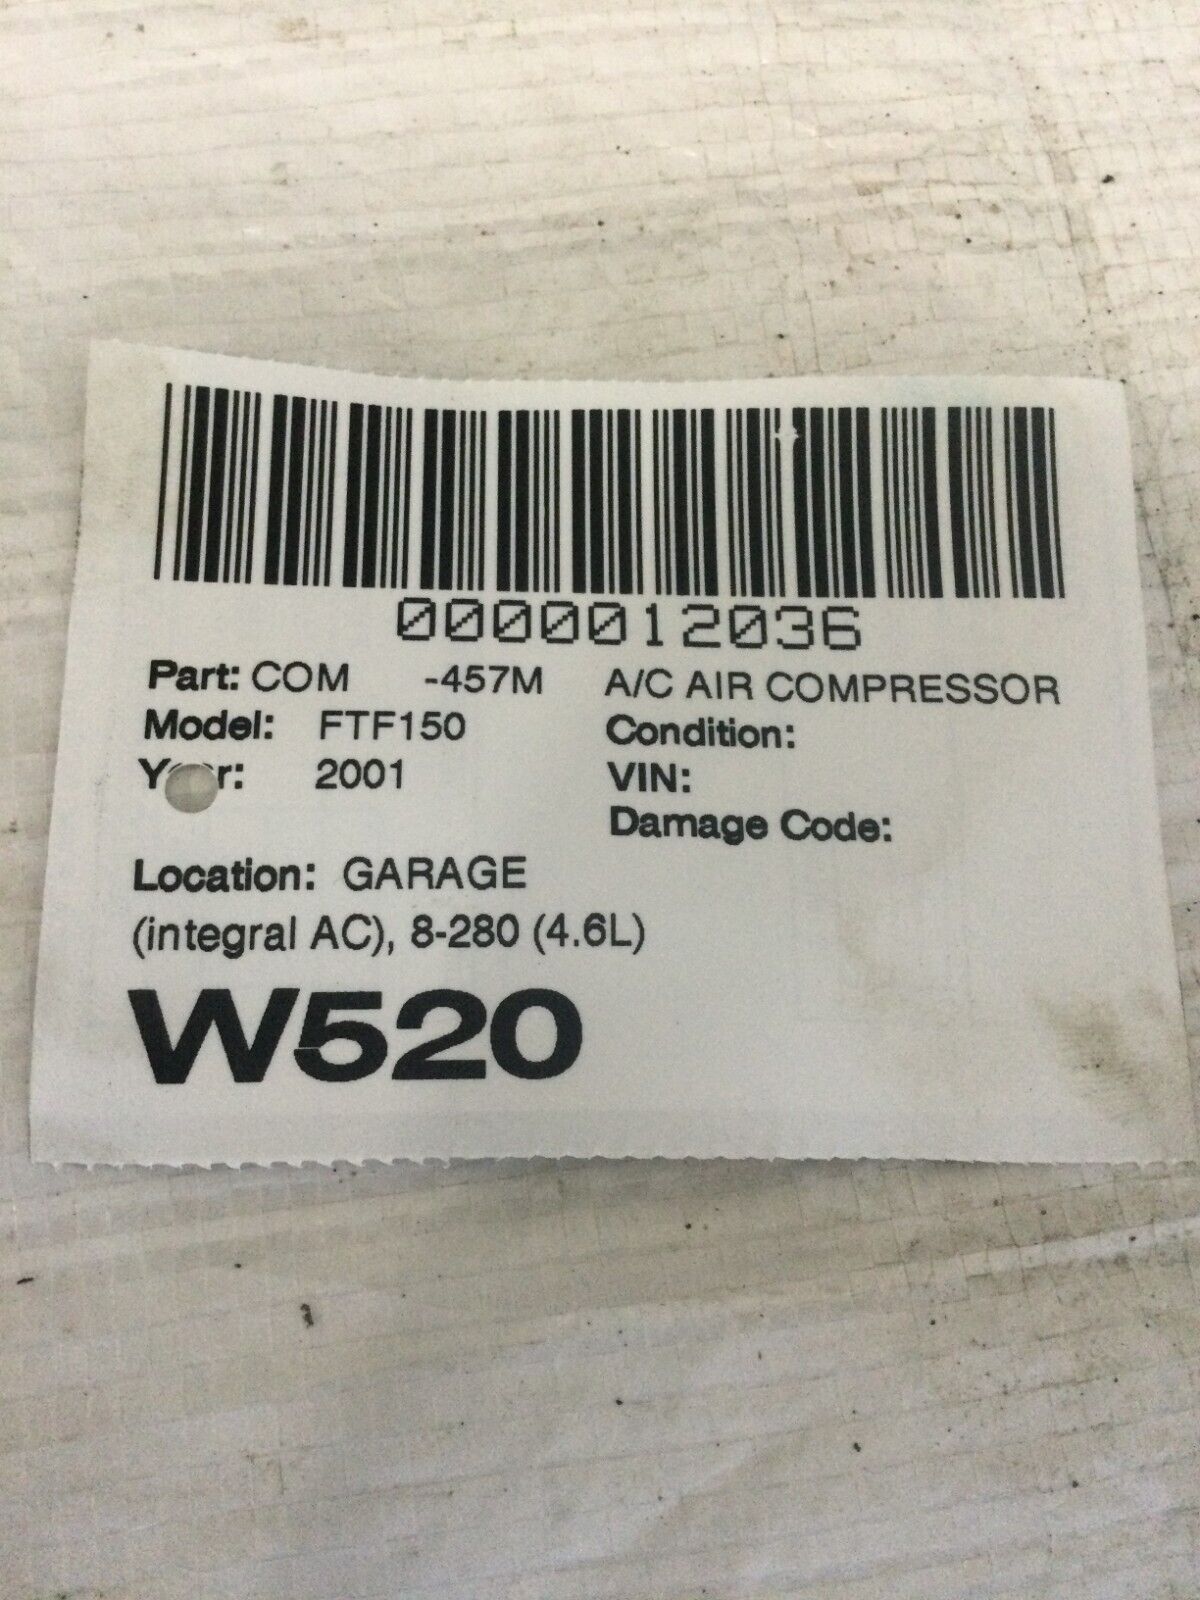 0000012036
Part: COM -457M A/C AIR COMPRESSOR
Model: FTF150 Condition:
Year: 2001 VIN:
Damage Code:
Location: GARAGE
(integral AC), 8-280 (4.6L)
W520